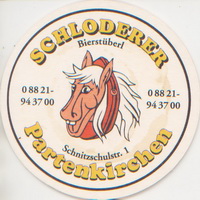 SCHLODERER
Bierstüberl
0 88 21-
94 37 00
0 88 21-
94 37 00
Schnitzschulstr. 1
Partenkirchen